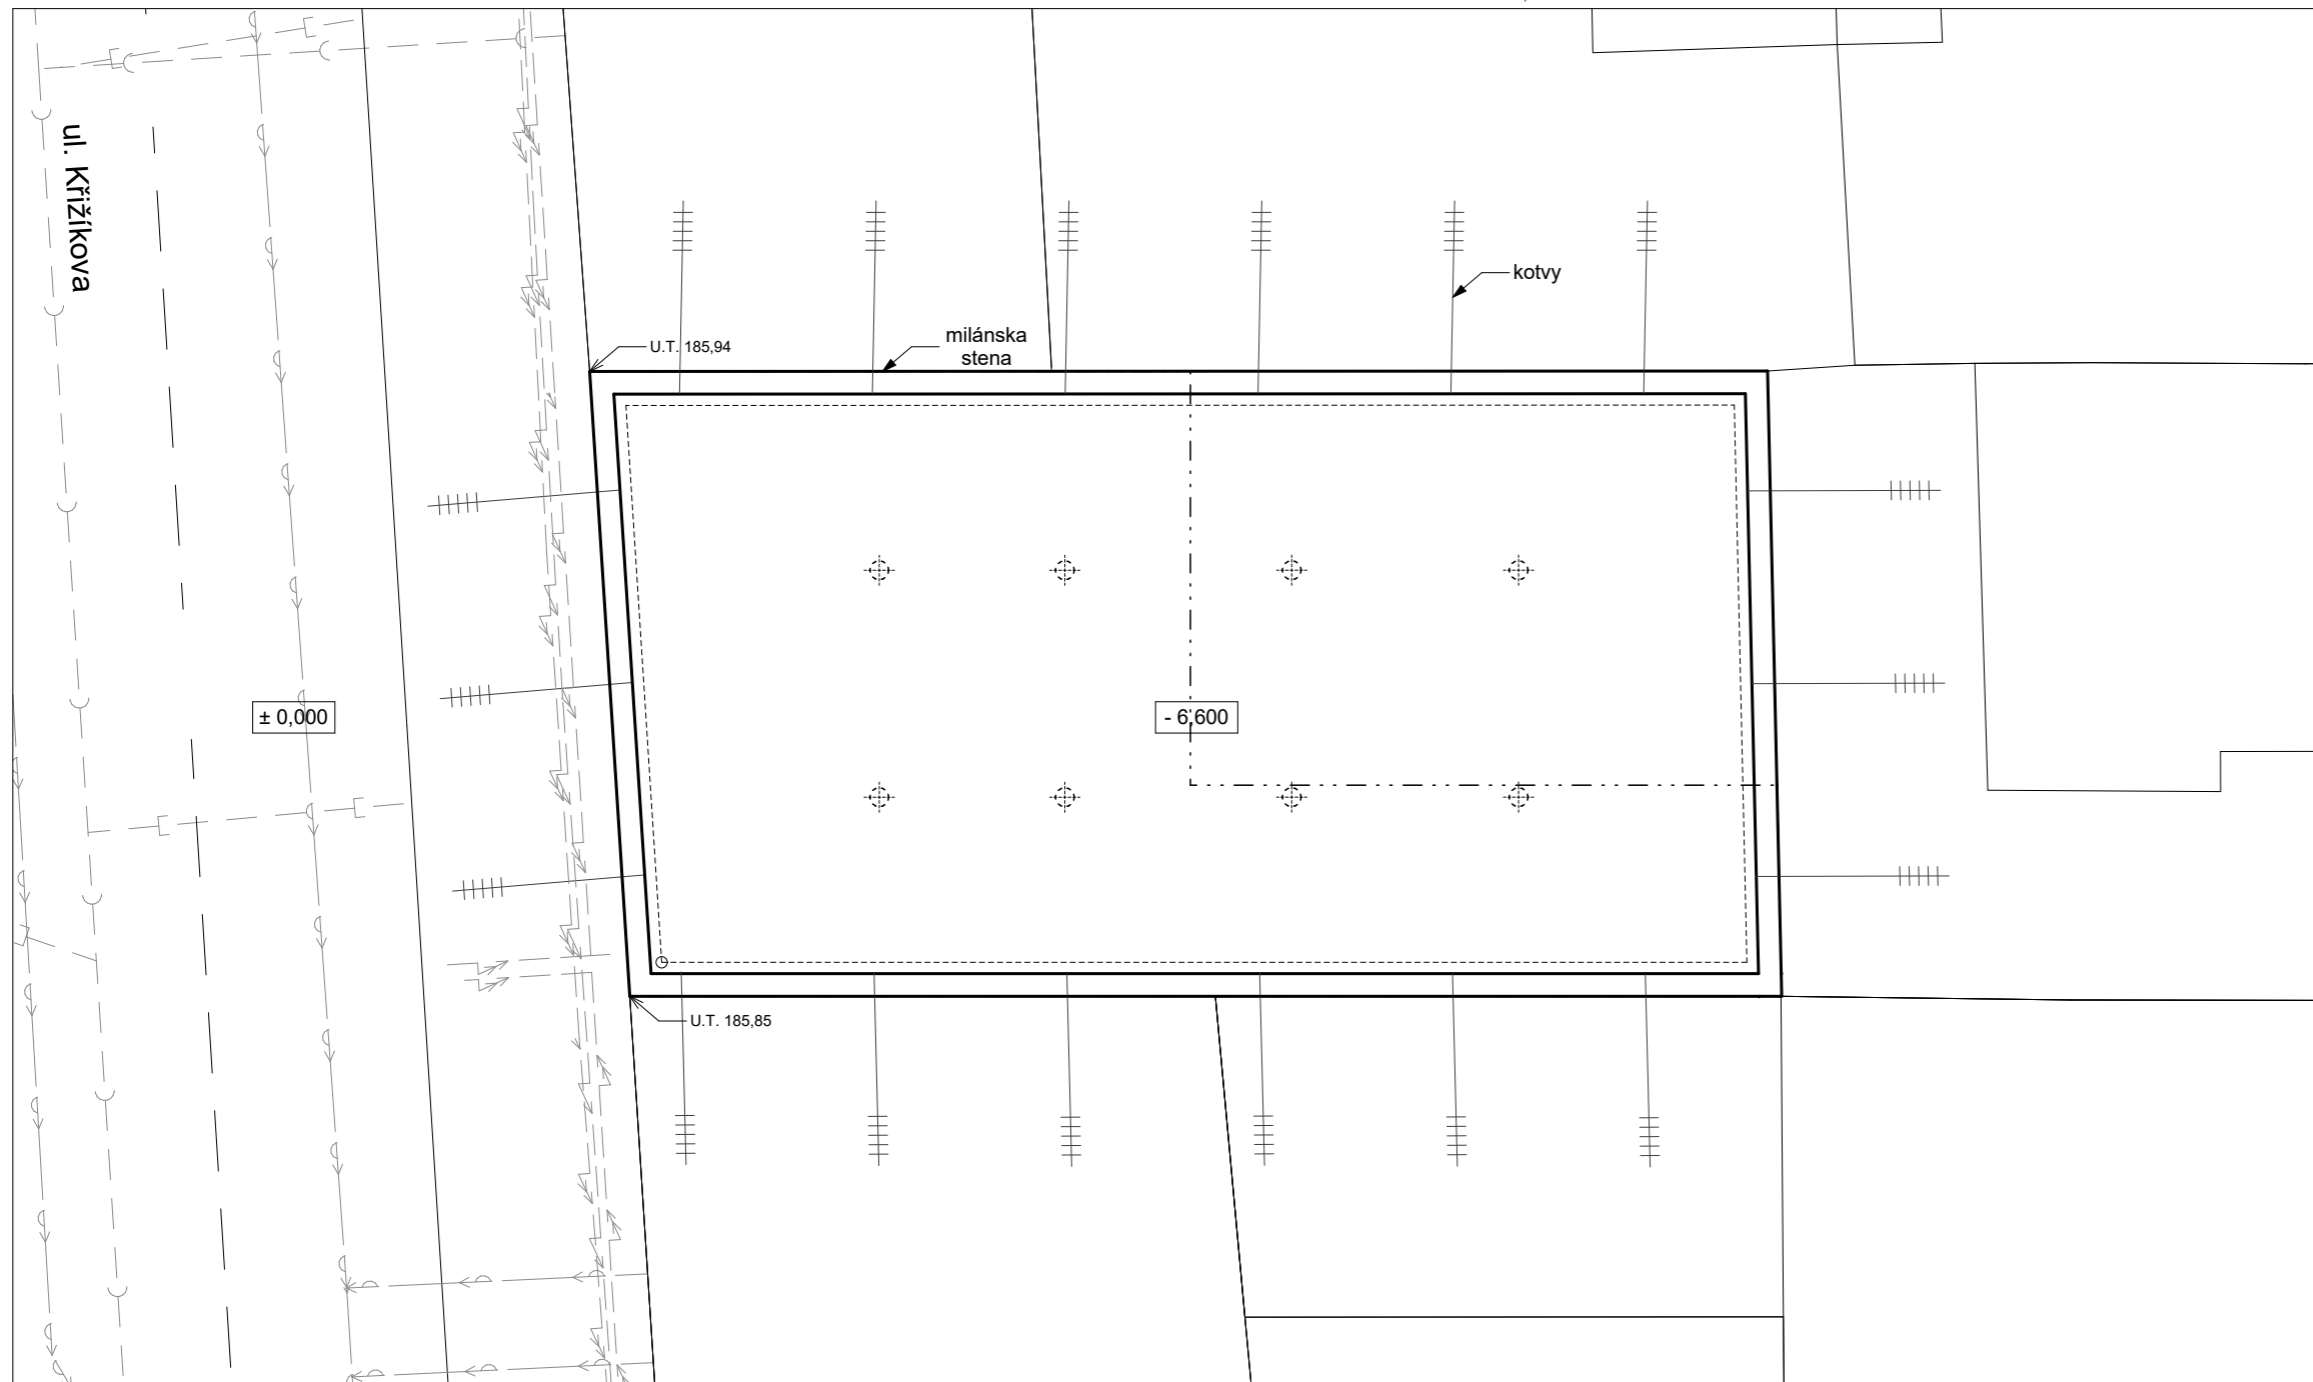 ul. Křižíkova
kotvy
milánska
stena
U.T. 185,94
± 0,000
- 6,600
U.T. 185,85